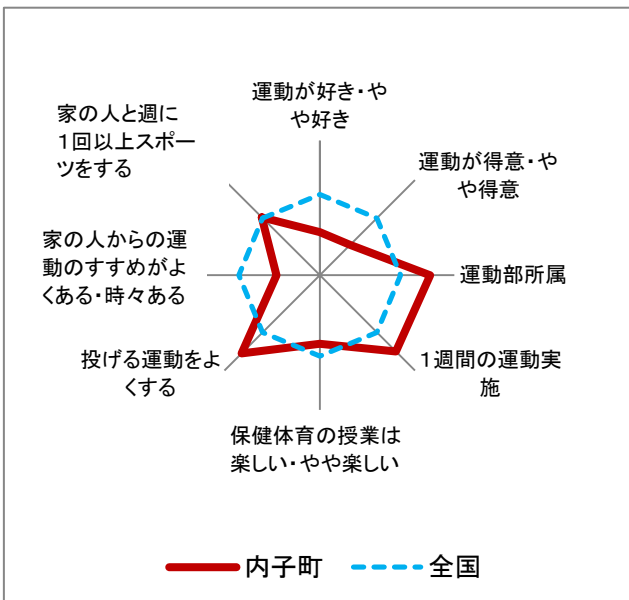 運動が好き・や
や好き
運動が得意・や
や得意
運動部所属
1週間の運動実
施
保健体育の授業は
楽しい・やや楽しい
投げる運動をよ
くする
家の人からの運
動のすすめがよ
くある・時々ある
家の人と週に
1回以上スポー
ツをする
内子町
全国